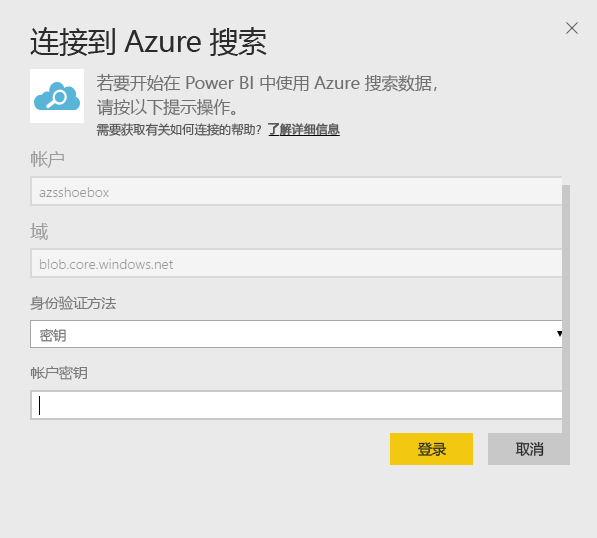 连接到 Azure 搜索
若要开始在 Power BI 中使用 Azure 搜索数据，
请按以下提示操作。
需要获取有关如何连接的帮助？了解详细信息
帐户
azsshoebox
域
blob.core.windows.net
身份验证方法
密钥
帐户密钥
登录
取消